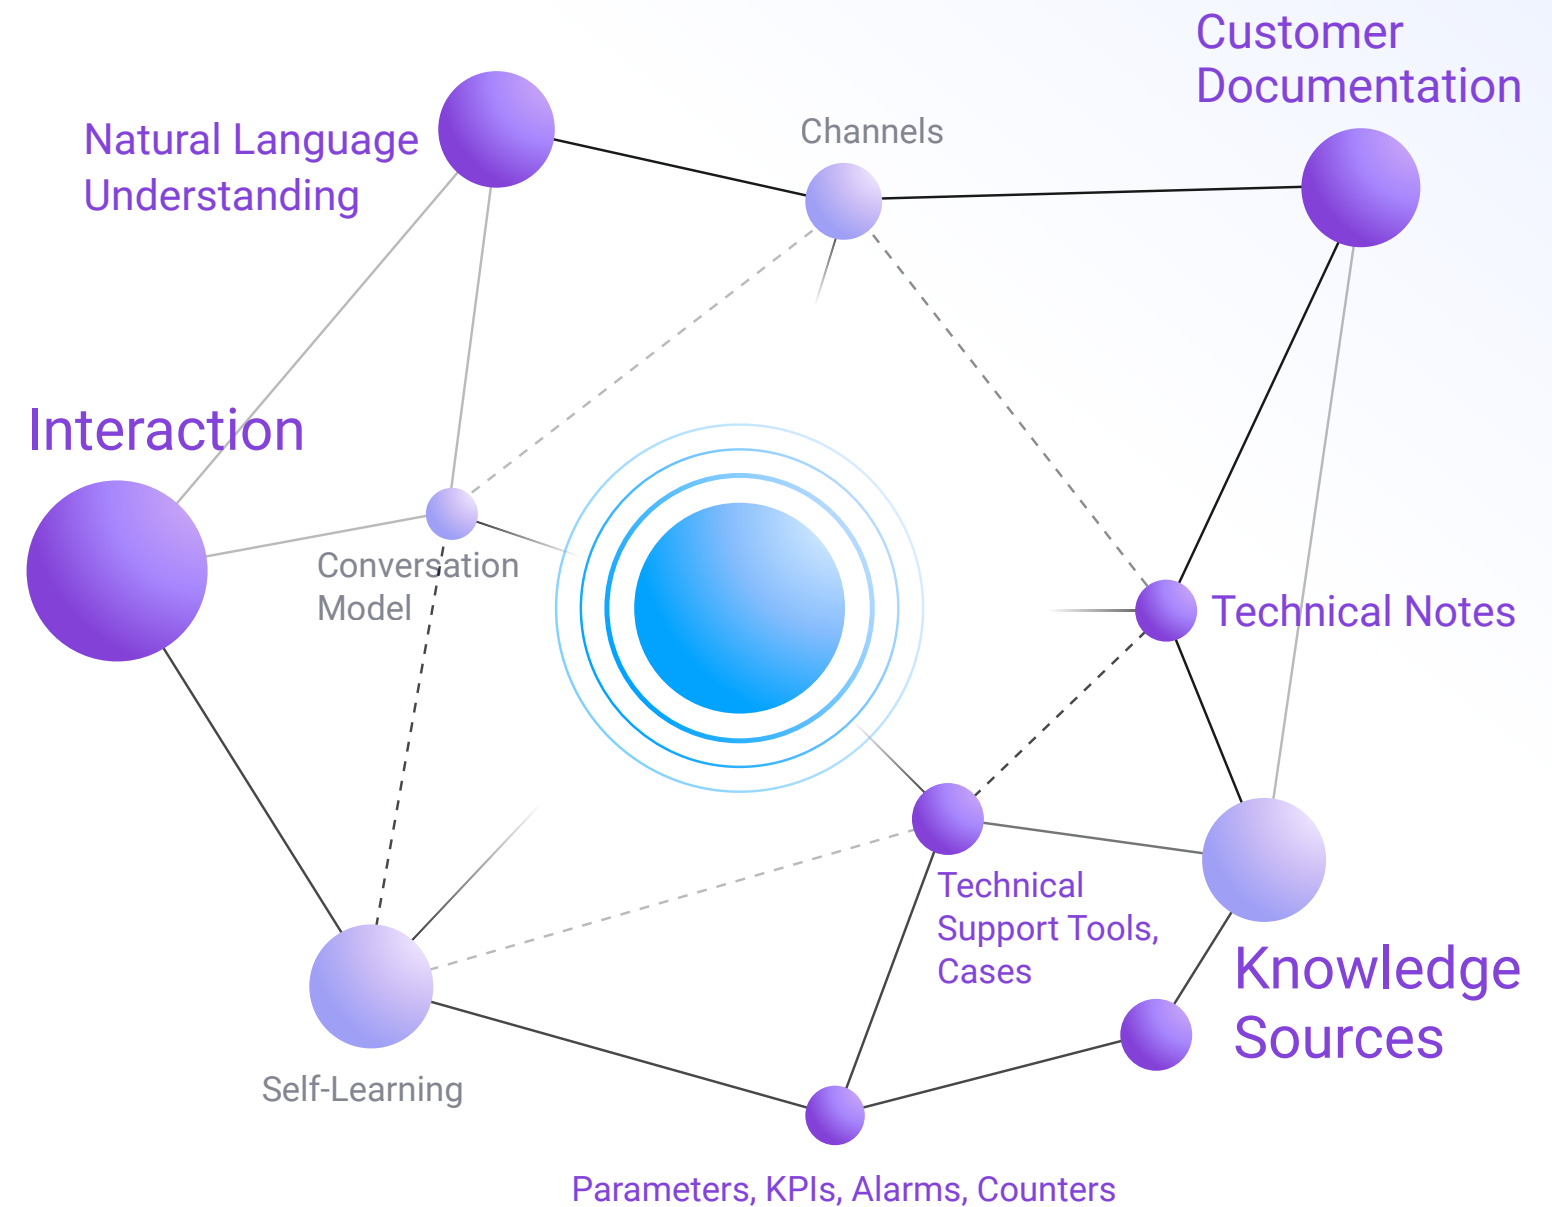 Customer
Documentation
Natural Language
Understanding
Channels
Interaction
Conversation
Model
Technical Notes
Technical
Support Tools,
Cases
Knowledge
Sources
Self-Learning
Parameters, KPIs, Alarms, Counters